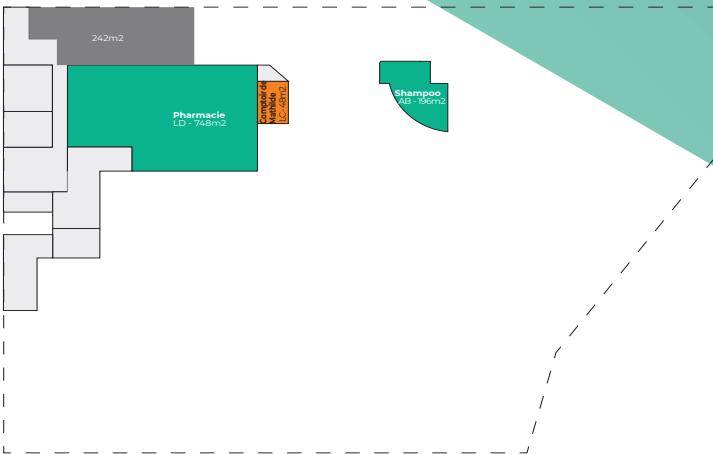 242m2
Pharmacie
LD - 748m2
Comptoir de
Mathilde
LC - 48m2
Shampoo
AB - 196m2